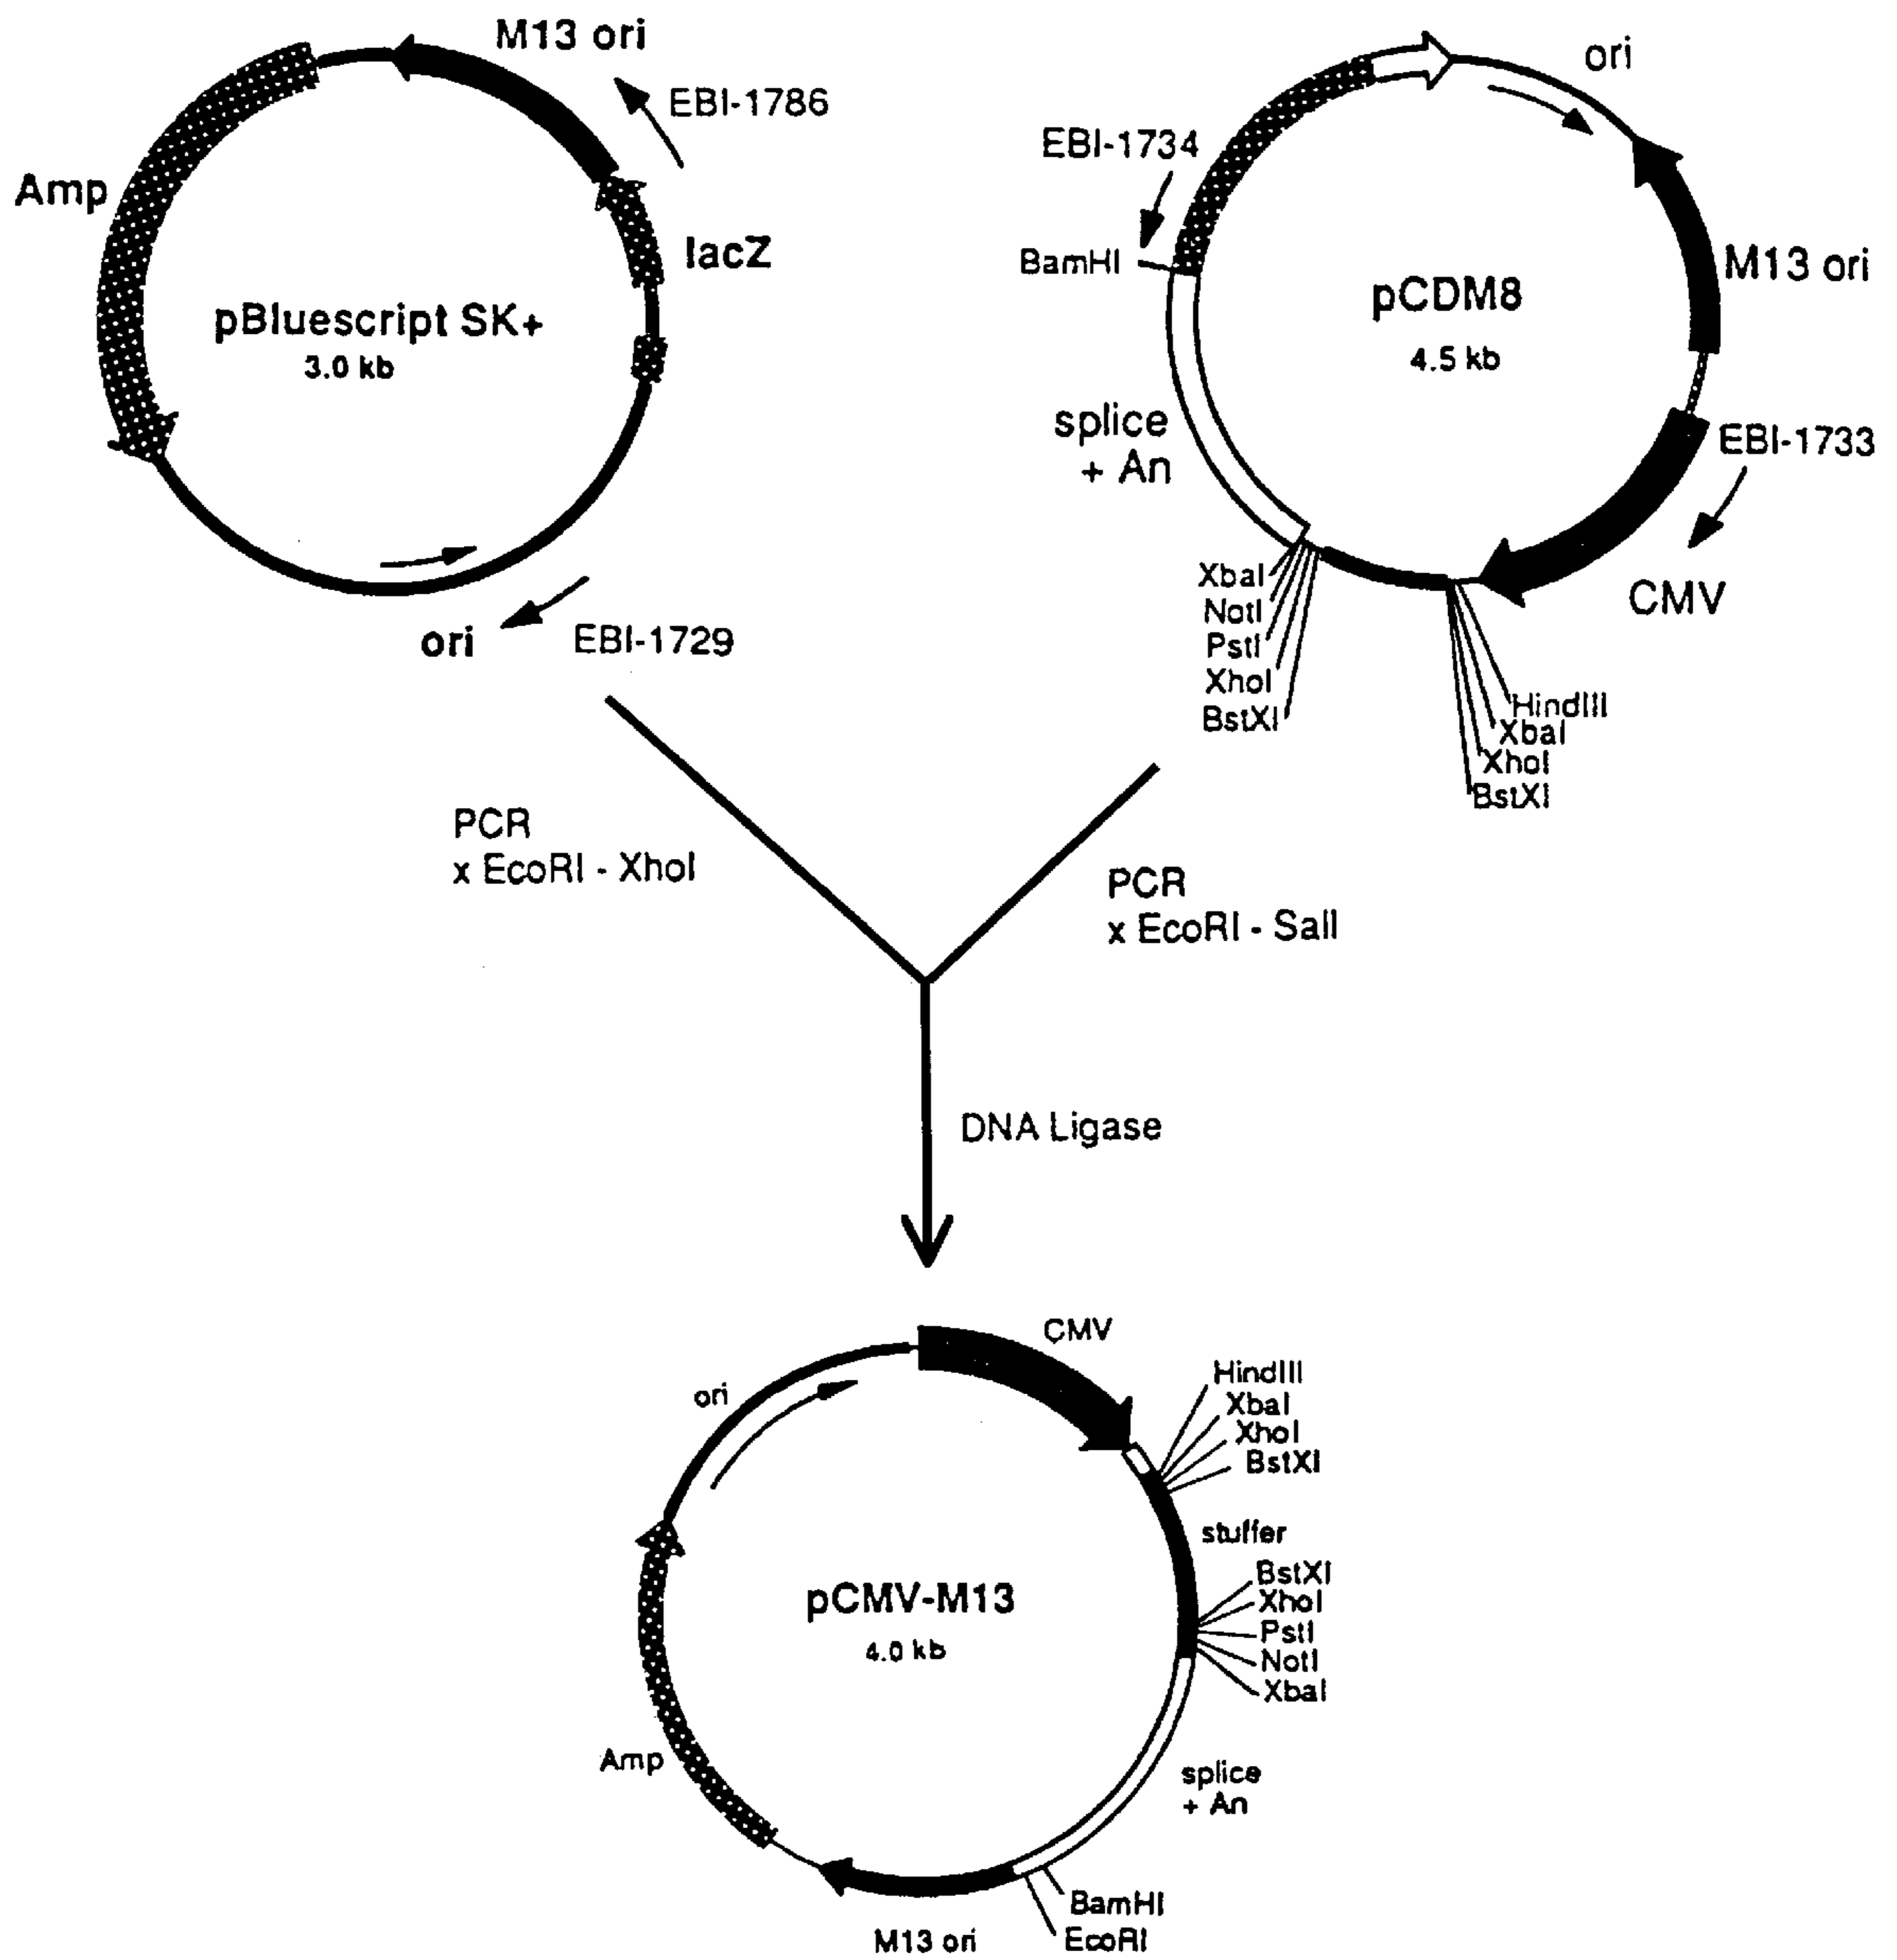 M13 ori
EBI-1786
Amp
lacZ
pBluescript SK+
3.0 kb
ori
EBI-1729
ori
EBI-1734
BamHI
M13 ori
pCDM8
4.5 kb
splice
+ An
EBI-1733
CMV
XbaI
NotI
PstI
XhoI
BstXI
HindIII
XbaI
XhoI
BstXI
PCR
x EcoRI - XhoI
PCR
x EcoRI - SalI
DNA Ligase
CMV
ori
HindIII
XbaI
XhoI
BstXI
stuffer
BstXI
XhoI
PstI
NotI
XbaI
pCMV-M13
4.0 kb
Amp
splice
+ An
BamHI
EcoRI
M13 ori